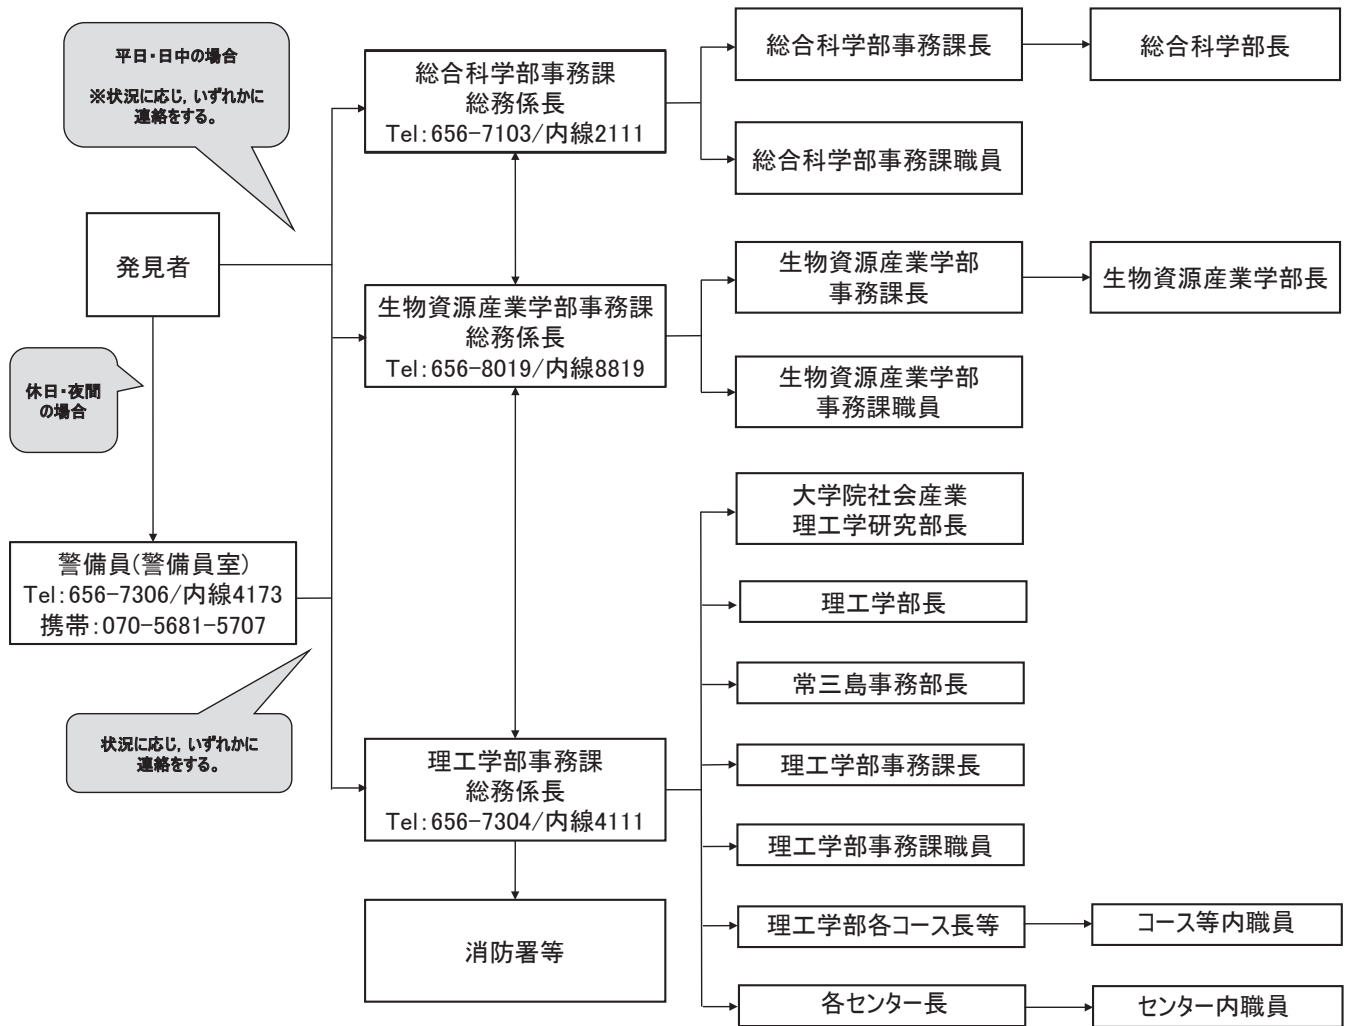 平日・日中の場合
※状況に応じ，いずれかに
連絡をする。
発見者
休日・夜間
の場合
警備員(警備員室)
Tel:656-7306/内線4173
携帯:070-5681-5707
状況に応じ，いずれかに
連絡をする。
総合科学部事務課
総務係長
Tel:656-7103/内線2111
生物資源産業学部事務課
総務係長
Tel:656-8019/内線8819
理工学部事務課
総務係長
Tel:656-7304/内線4111
消防署等
総合科学部事務課長
総合科学部長
総合科学部事務課職員
生物資源産業学部
事務課長
生物資源産業学部長
生物資源産業学部
事務課職員
大学院社会産業
理工学研究部長
理工学部長
常三島事務部長
理工学部事務課長
理工学部事務課職員
理工学部各コース長等
コース等内職員
各センター長
センター内職員